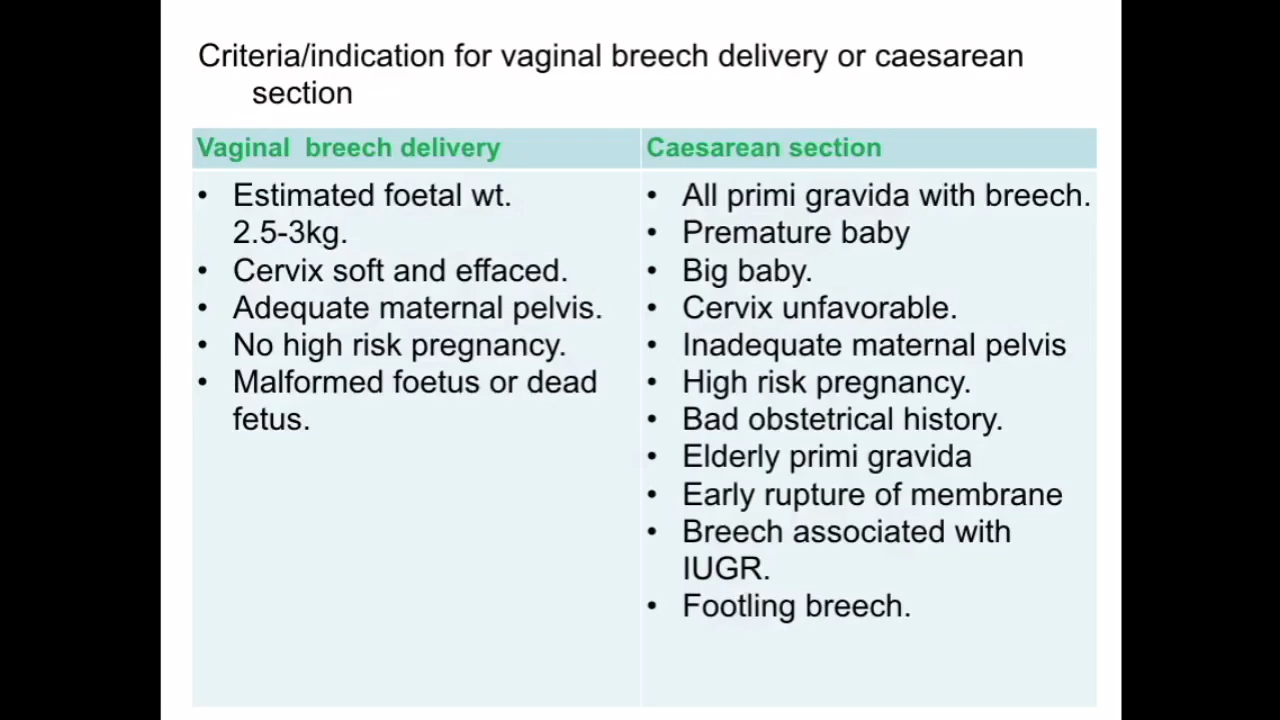 Criteria/indication for vaginal breech delivery or caesarean
section
Vaginal breech delivery
• Estimated foetal wt.
2.5-3kg.
• Cervix soft and effaced.
• Adequate maternal pelvis.
• No high risk pregnancy.
• Malformed foetus or dead
fetus.
Caesarean section
• All primi gravida with breech.
• Premature baby
• Big baby.
• Cervix unfavorable.
• Inadequate maternal pelvis
• High risk pregnancy.
• Bad obstetrical history.
• Elderly primi gravida
• Early rupture of membrane
• Breech associated with
IUGR.
• Footling breech.